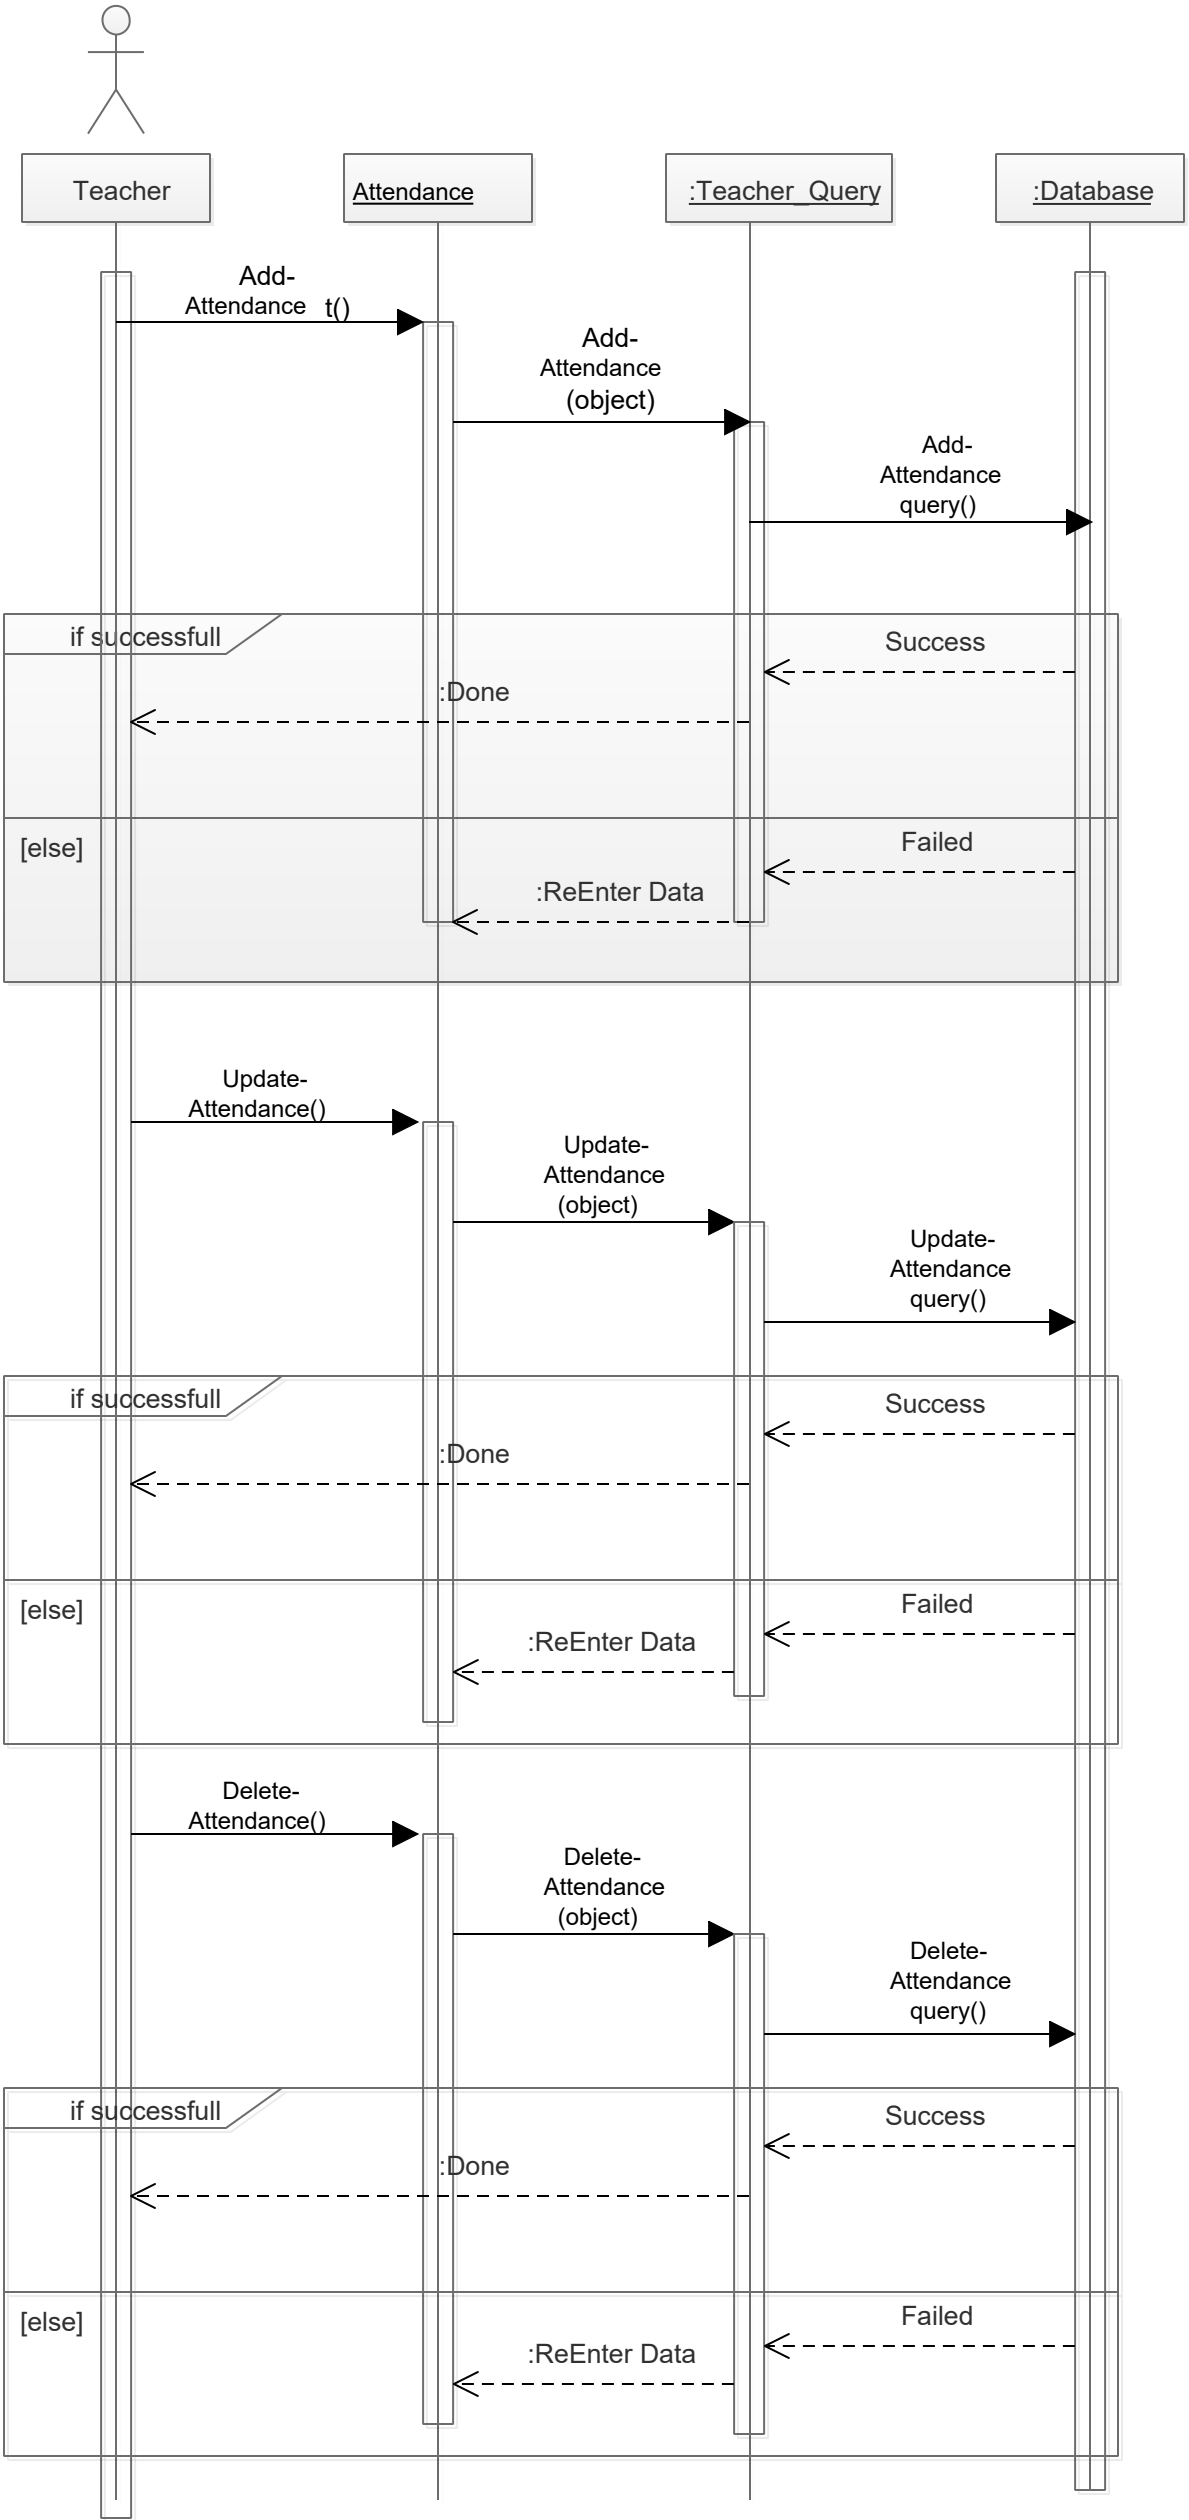 Teacher
Attendance
:Teacher_Query
:Database
Add-
Attendance t()
Add-
Attendance
(object)
Add-
Attendance
query()
if successfull
Success
:Done
[else]
Failed
:ReEnter Data
Update-
Attendance()
Update-
Attendance
(object)
Update-
Attendance
query()
if successfull
Success
:Done
[else]
Failed
:ReEnter Data
Delete-
Attendance()
Delete-
Attendance
(object)
Delete-
Attendance
query()
if successfull
Success
:Done
[else]
Failed
:ReEnter Data